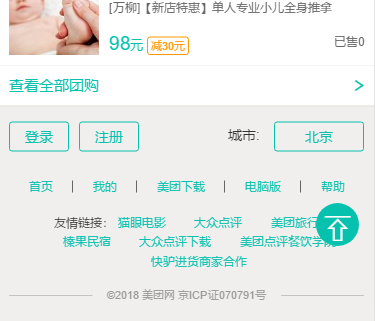 [万柳]【新店特惠】单人专业小儿全身推拿
98元 减30元 已售0
查看全部团购
登录 注册 城市: 北京
首页 | 我的 | 美团下载 | 电脑版 | 帮助
友情链接: 猫眼电影 大众点评 美团旅行
榛果民宿 大众点评下载 美团点评餐饮学院
快驴进货商家合作
©2018 美团网 京ICP证070791号